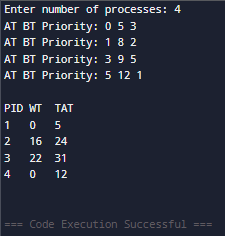 Enter number of processes: 4
AT BT Priority: 0 5 3
AT BT Priority: 1 8 2
AT BT Priority: 3 9 5
AT BT Priority: 5 12 1
PID WT TAT
1 0 5
2 16 24
3 22 31
4 0 12
=== Code Execution Successful ===